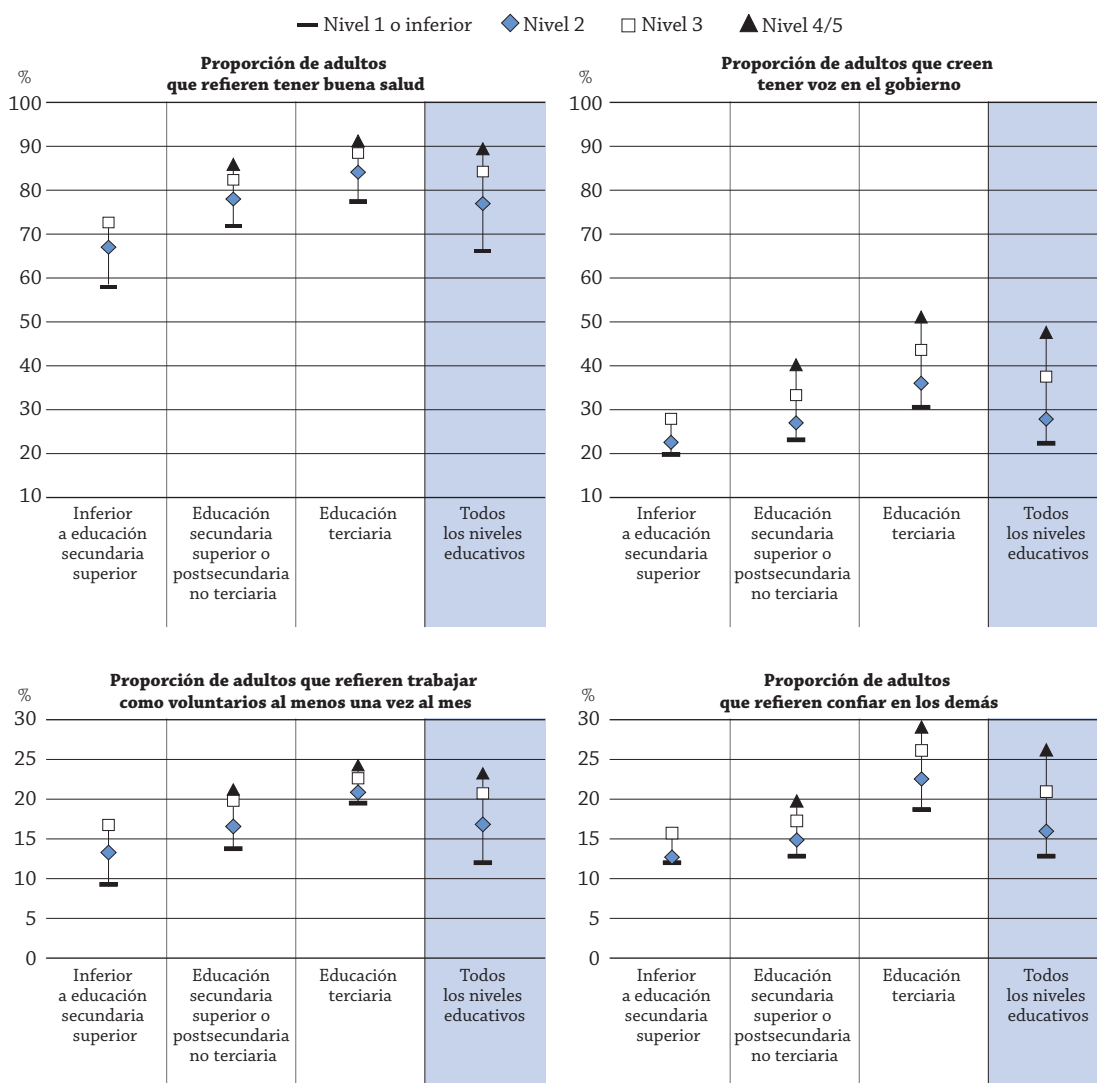 Nivel 1 o inferior Nivel 2 Nivel 3 Nivel 4/5
Proporción de adultos
que refieren tener buena salud
%
100
90
80
70
60
50
40
30
20
10
Inferior
a educación
secundaria
superior
Educación
secundaria
superior o
postsecundaria
no terciaria
Educación
terciaria
Todos
los niveles
educativos
Proporción de adultos que creen
tener voz en el gobierno
%
100
90
80
70
60
50
40
30
20
10
Inferior
a educación
secundaria
superior
Educación
secundaria
superior o
postsecundaria
no terciaria
Educación
terciaria
Todos
los niveles
educativos
Proporción de adultos que refieren trabajar
como voluntarios al menos una vez al mes
%
30
25
20
15
10
5
0
Inferior
a educación
secundaria
superior
Educación
secundaria
superior o
postsecundaria
no terciaria
Educación
terciaria
Todos
los niveles
educativos
Proporción de adultos
que refieren confiar en los demás
%
30
25
20
15
10
5
0
Inferior
a educación
secundaria
superior
Educación
secundaria
superior o
postsecundaria
no terciaria
Educación
terciaria
Todos
los niveles
educativos